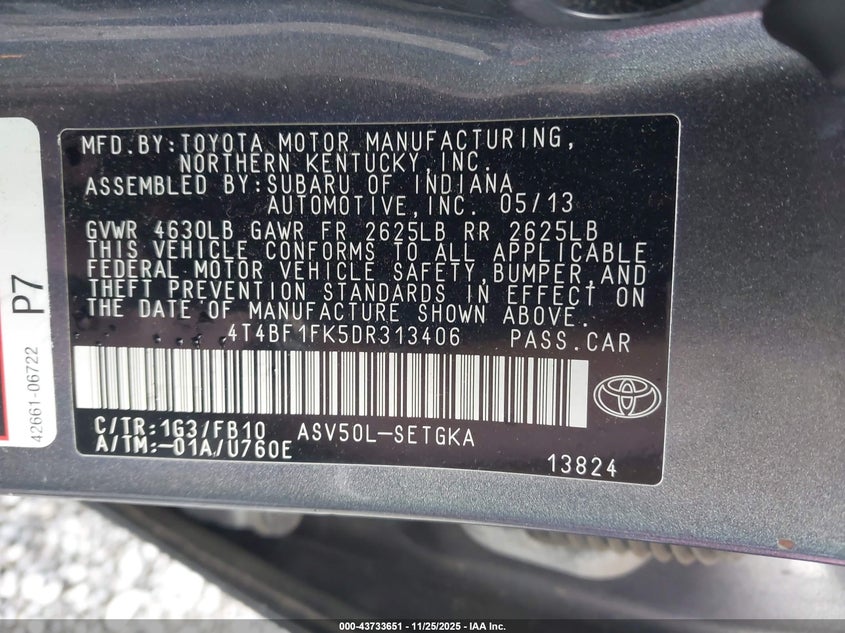 MFD.BY:TOYOTA MOTOR MANUFACTURING,
NORTHERN KENTUCKY,INC.
ASSEMBLED BY:SUBARU OF INDIANA
AUTOMOTIVE,INC. 05/13
GVWR 4630LB GAWR FR 2625LB RR 2625LB
THIS VEHICLE CONFORMS TO ALL APPLICABLE
FEDERAL MOTOR VEHICLE SAFETY,BUMPER,AND
THEFT PREVENTION STANDARDS IN EFFECT ON
THE DATE OF MANUFACTURE SHOWN ABOVE.
4T4BF1FK5DR313406 PASS.CAR
C/TR:1G3/FB10 ASV50L-SETGKA
A/TM:-01A/U760E
13824
P7
42661-06722
000-43733651 - 11/25/2025 - IAA Inc.